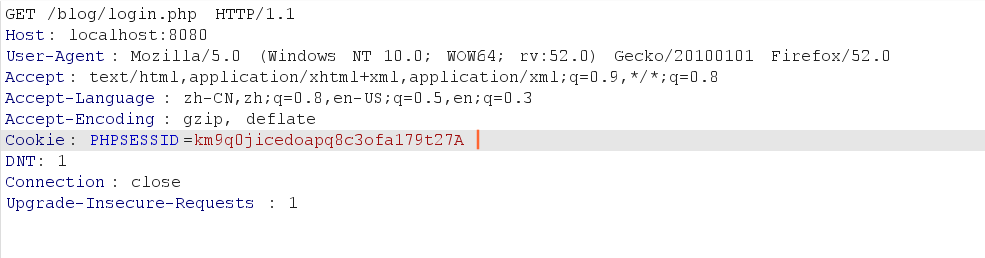 GET /blog/login.php HTTP/1.1
Host: localhost:8080
User-Agent: Mozilla/5.0 (Windows NT 10.0; WOW64; rv:52.0) Gecko/20100101 Firefox/52.0
Accept: text/html,application/xhtml+xml,application/xml;q=0.9,*/*;q=0.8
Accept-Language: zh-CN,zh;q=0.8,en-US;q=0.5,en;q=0.3
Accept-Encoding: gzip, deflate
Cookie: PHPSESSID=km9q0jicedoapq8c3ofa179t27A
DNT: 1
Connection: close
Upgrade-Insecure-Requests: 1